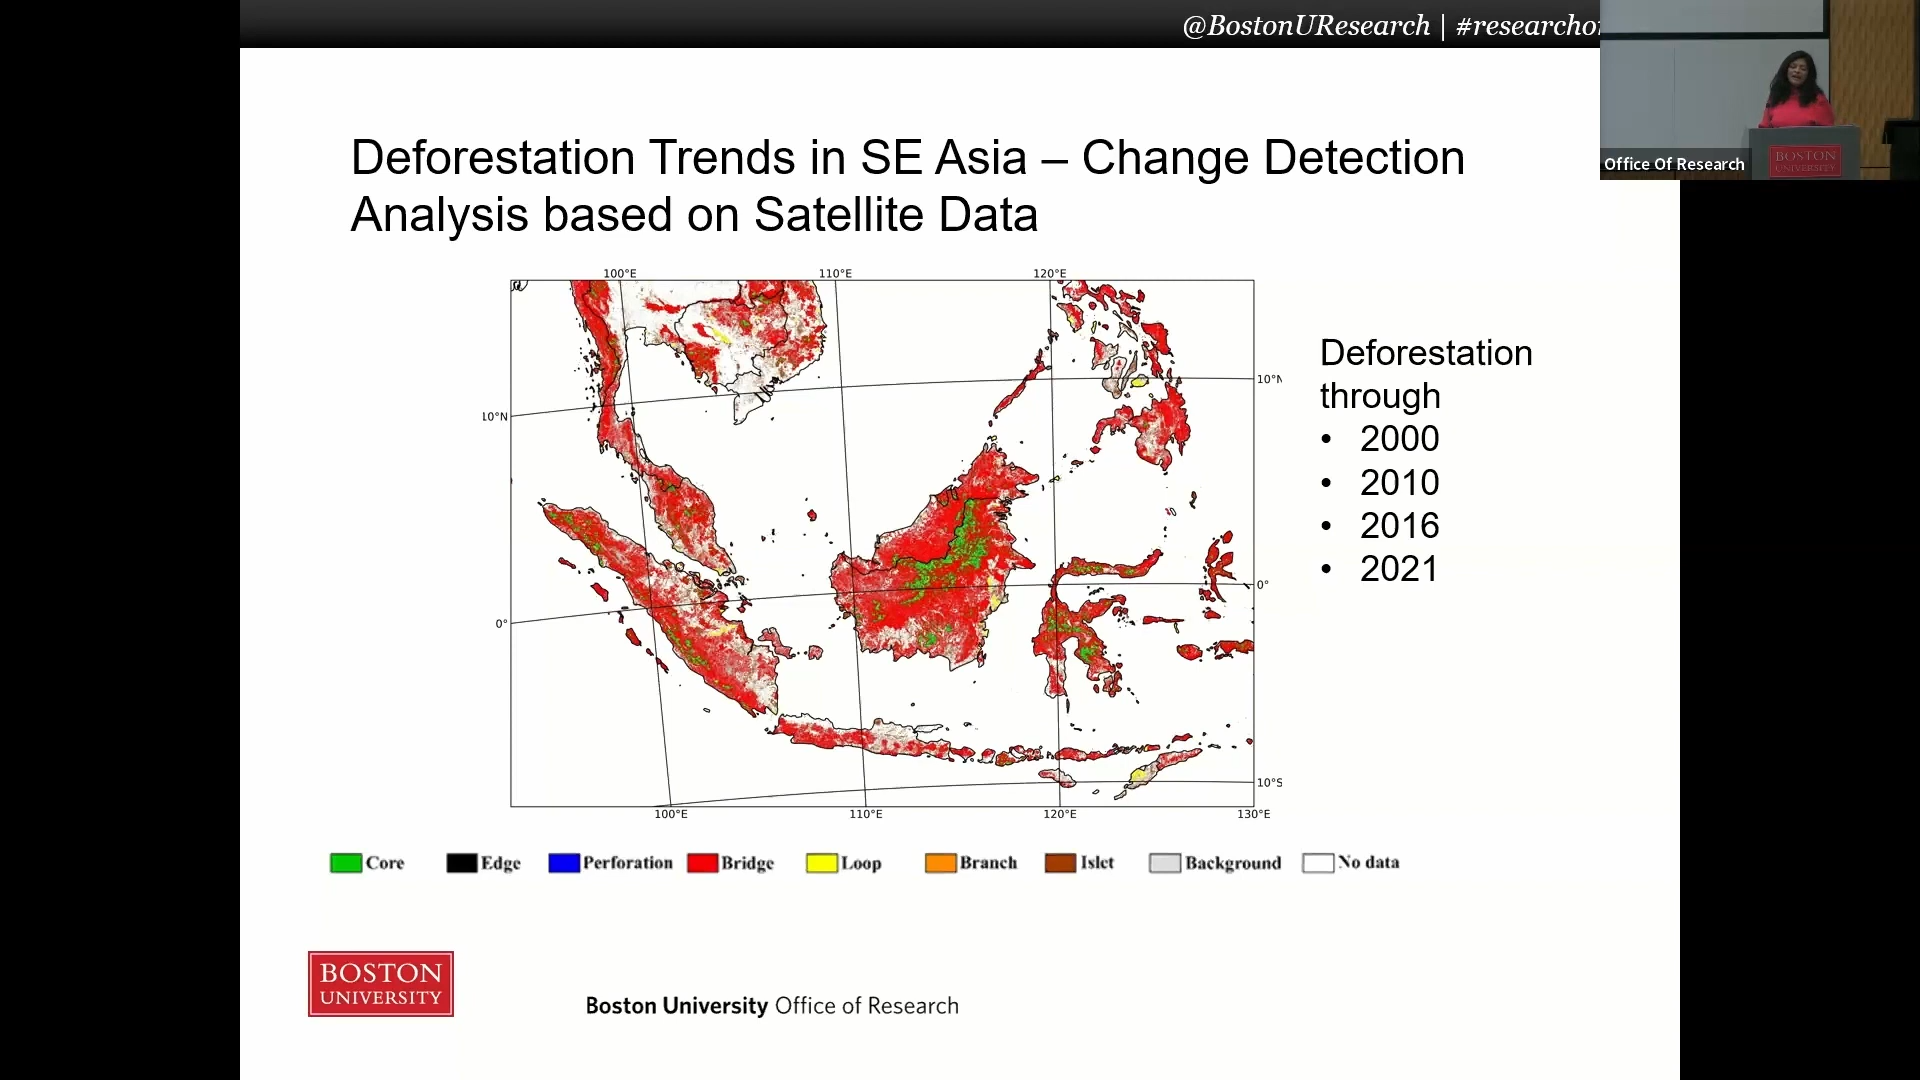 @BostonUResearch | #researcho
Office Of Research
BOSTON
UNIVERSITY
Deforestation Trends in SE Asia – Change Detection
Analysis based on Satellite Data
100°E
110°E
120°E
10°N
10°N
0°
0°
10°S
100°E
110°E
120°E
130°E
Deforestation
through
• 2000
• 2010
• 2016
• 2021
Core
Edge
Perforation
Bridge
Loop
Branch
Islet
Background
No data
BOSTON
UNIVERSITY
Boston University Office of Research